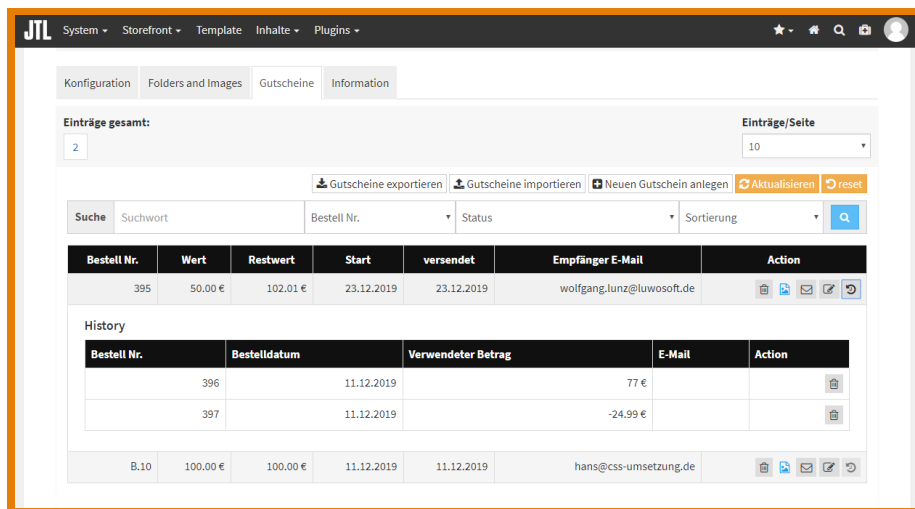 JTL System Storefront Template Inhalte Plugins
Konfiguration Folders and Images Gutscheine Information
Einträge gesamt: Einträge/Seite
2 10
Gutscheine exportieren Gutscheine importieren Neuen Gutschein anlegen Aktualisieren reset
Suche Suchwort Bestell Nr. Status Sortierung
Bestell Nr. Wert Restwert Start versendet Empfänger E-Mail Action
395 50.00 € 102.01 € 23.12.2019 23.12.2019 wolfgang.lunz@luwosoft.de
History
Bestell Nr. Bestelldatum Verwendeter Betrag E-Mail Action
396 11.12.2019 77 €
397 11.12.2019 -24.99 €
B.10 100.00 € 100.00 € 11.12.2019 11.12.2019 hans@css-umsetzung.de